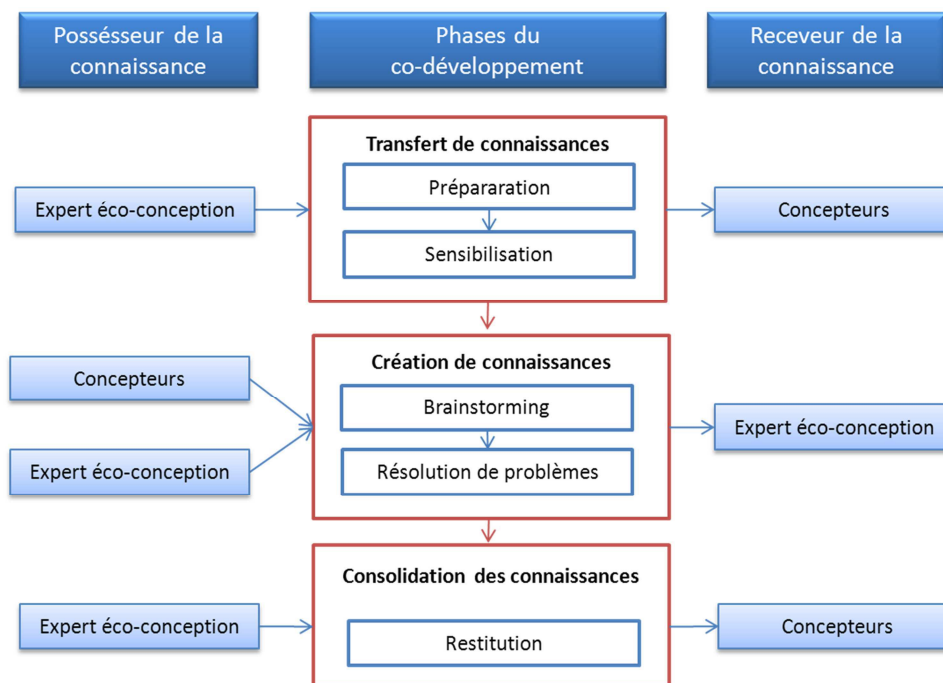 Possésseur de la
connaissance
Phases du
co-développement
Receveur de la
connaissance
Transfert de connaissances
Prépararation
Sensibilisation
Expert éco-conception
Concepteurs
Création de connaissances
Brainstorming
Résolution de problèmes
Concepteurs
Expert éco-conception
Expert éco-conception
Consolidation des connaissances
Restitution
Expert éco-conception
Concepteurs